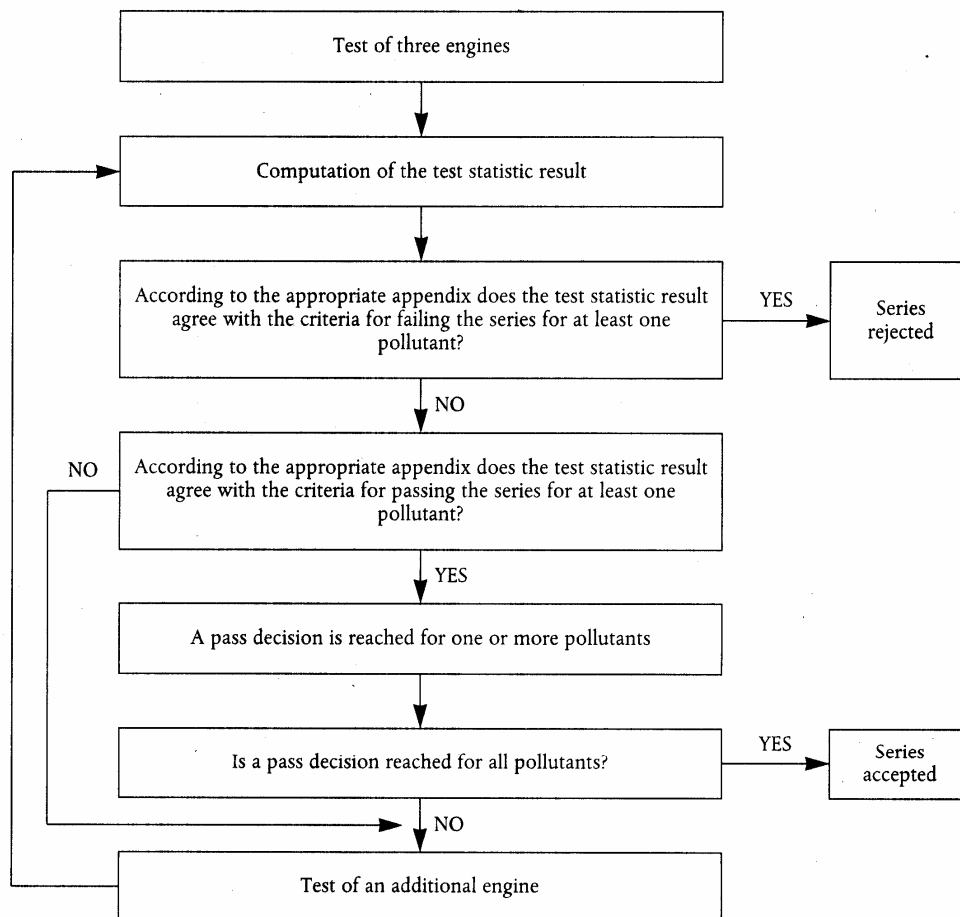 Test of three engines
Computation of the test statistic result
According to the appropriate appendix does the test statistic result
agree with the criteria for failing the series for at least one
pollutant?
YES
Series
rejected
NO
According to the appropriate appendix does the test statistic result
agree with the criteria for passing the series for at least one
pollutant?
NO
YES
A pass decision is reached for one or more pollutants
Is a pass decision reached for all pollutants?
YES
Series
accepted
NO
Test of an additional engine